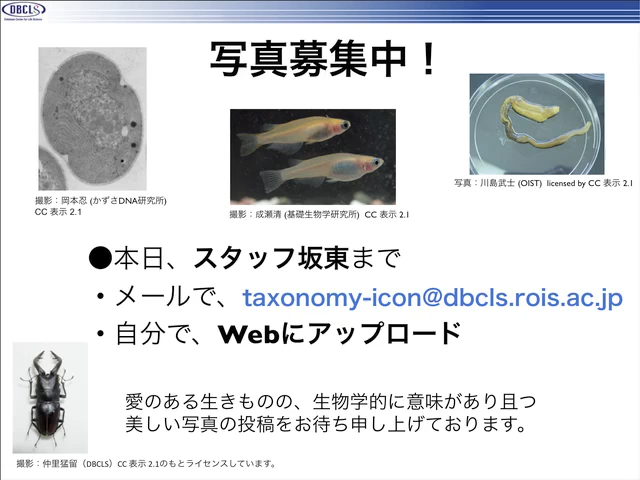 DBCLS
Database Center for Life Science
写真募集中！
撮影：岡本忍 (かずさDNA研究所)
CC 表示 2.1
撮影：成瀬清 (基礎生物学研究所) CC 表示 2.1
写真：川島武士 (OIST) licensed by CC 表示 2.1
●本日、スタッフ坂東まで
・メールで、taxonomy-icon@dbcls.rois.ac.jp
・自分で、Webにアップロード
愛のある生きものの、生物学的に意味があり且つ
美しい写真の投稿をお待ち申し上げております。
撮影：仲里猛留（DBCLS）CC 表示 2.1のもとライセンスしています。